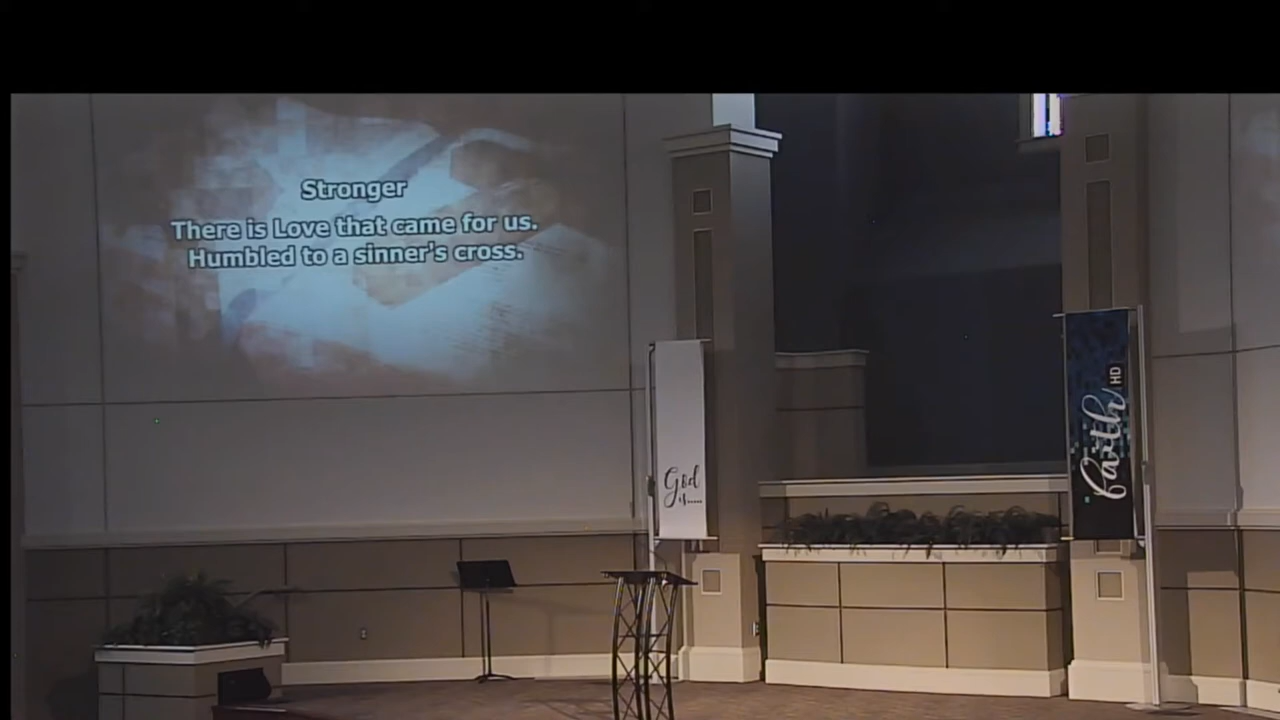 Stronger
There is Love that came for us.
Humbled to a sinner's cross.
God
is.....
faith HD